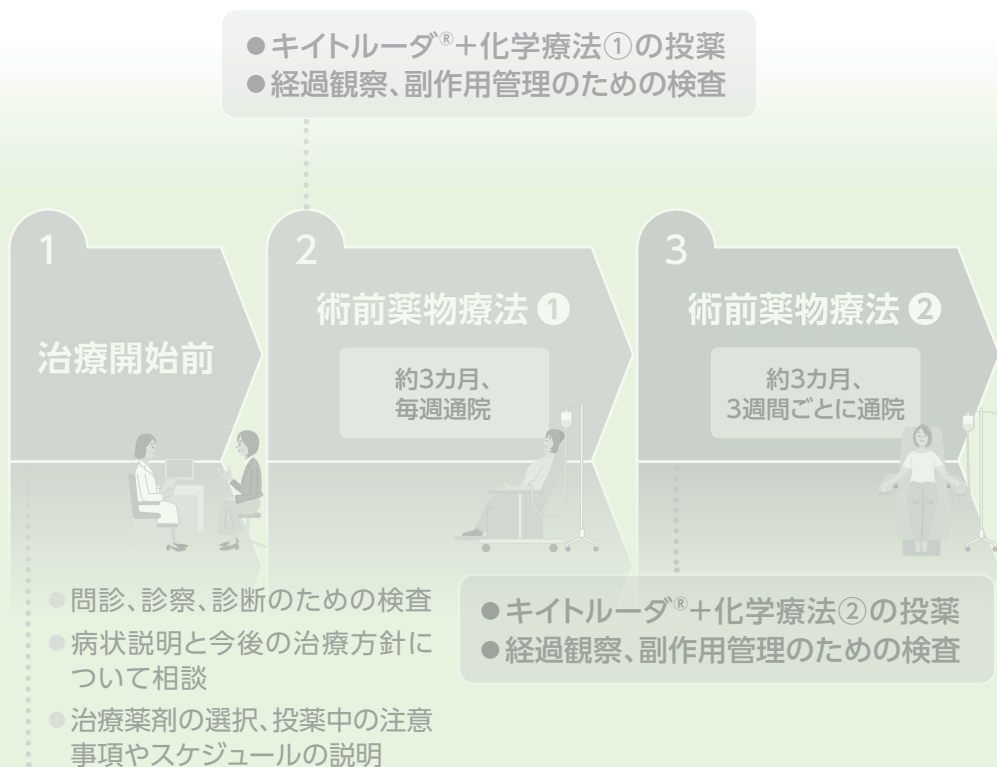 ●キイトルーダ®+化学療法①の投薬
●経過観察、副作用管理のための検査
1
治療開始前
2
術前薬物療法❶
約3カ月、
毎週通院
3
術前薬物療法❷
約3カ月、
3週間ごとに通院
●問診、診察、診断のための検査
●病状説明と今後の治療方針に
ついて相談
●治療薬剤の選択、投薬中の注意
事項やスケジュールの説明
●キイトルーダ®+化学療法②の投薬
●経過観察、副作用管理のための検査